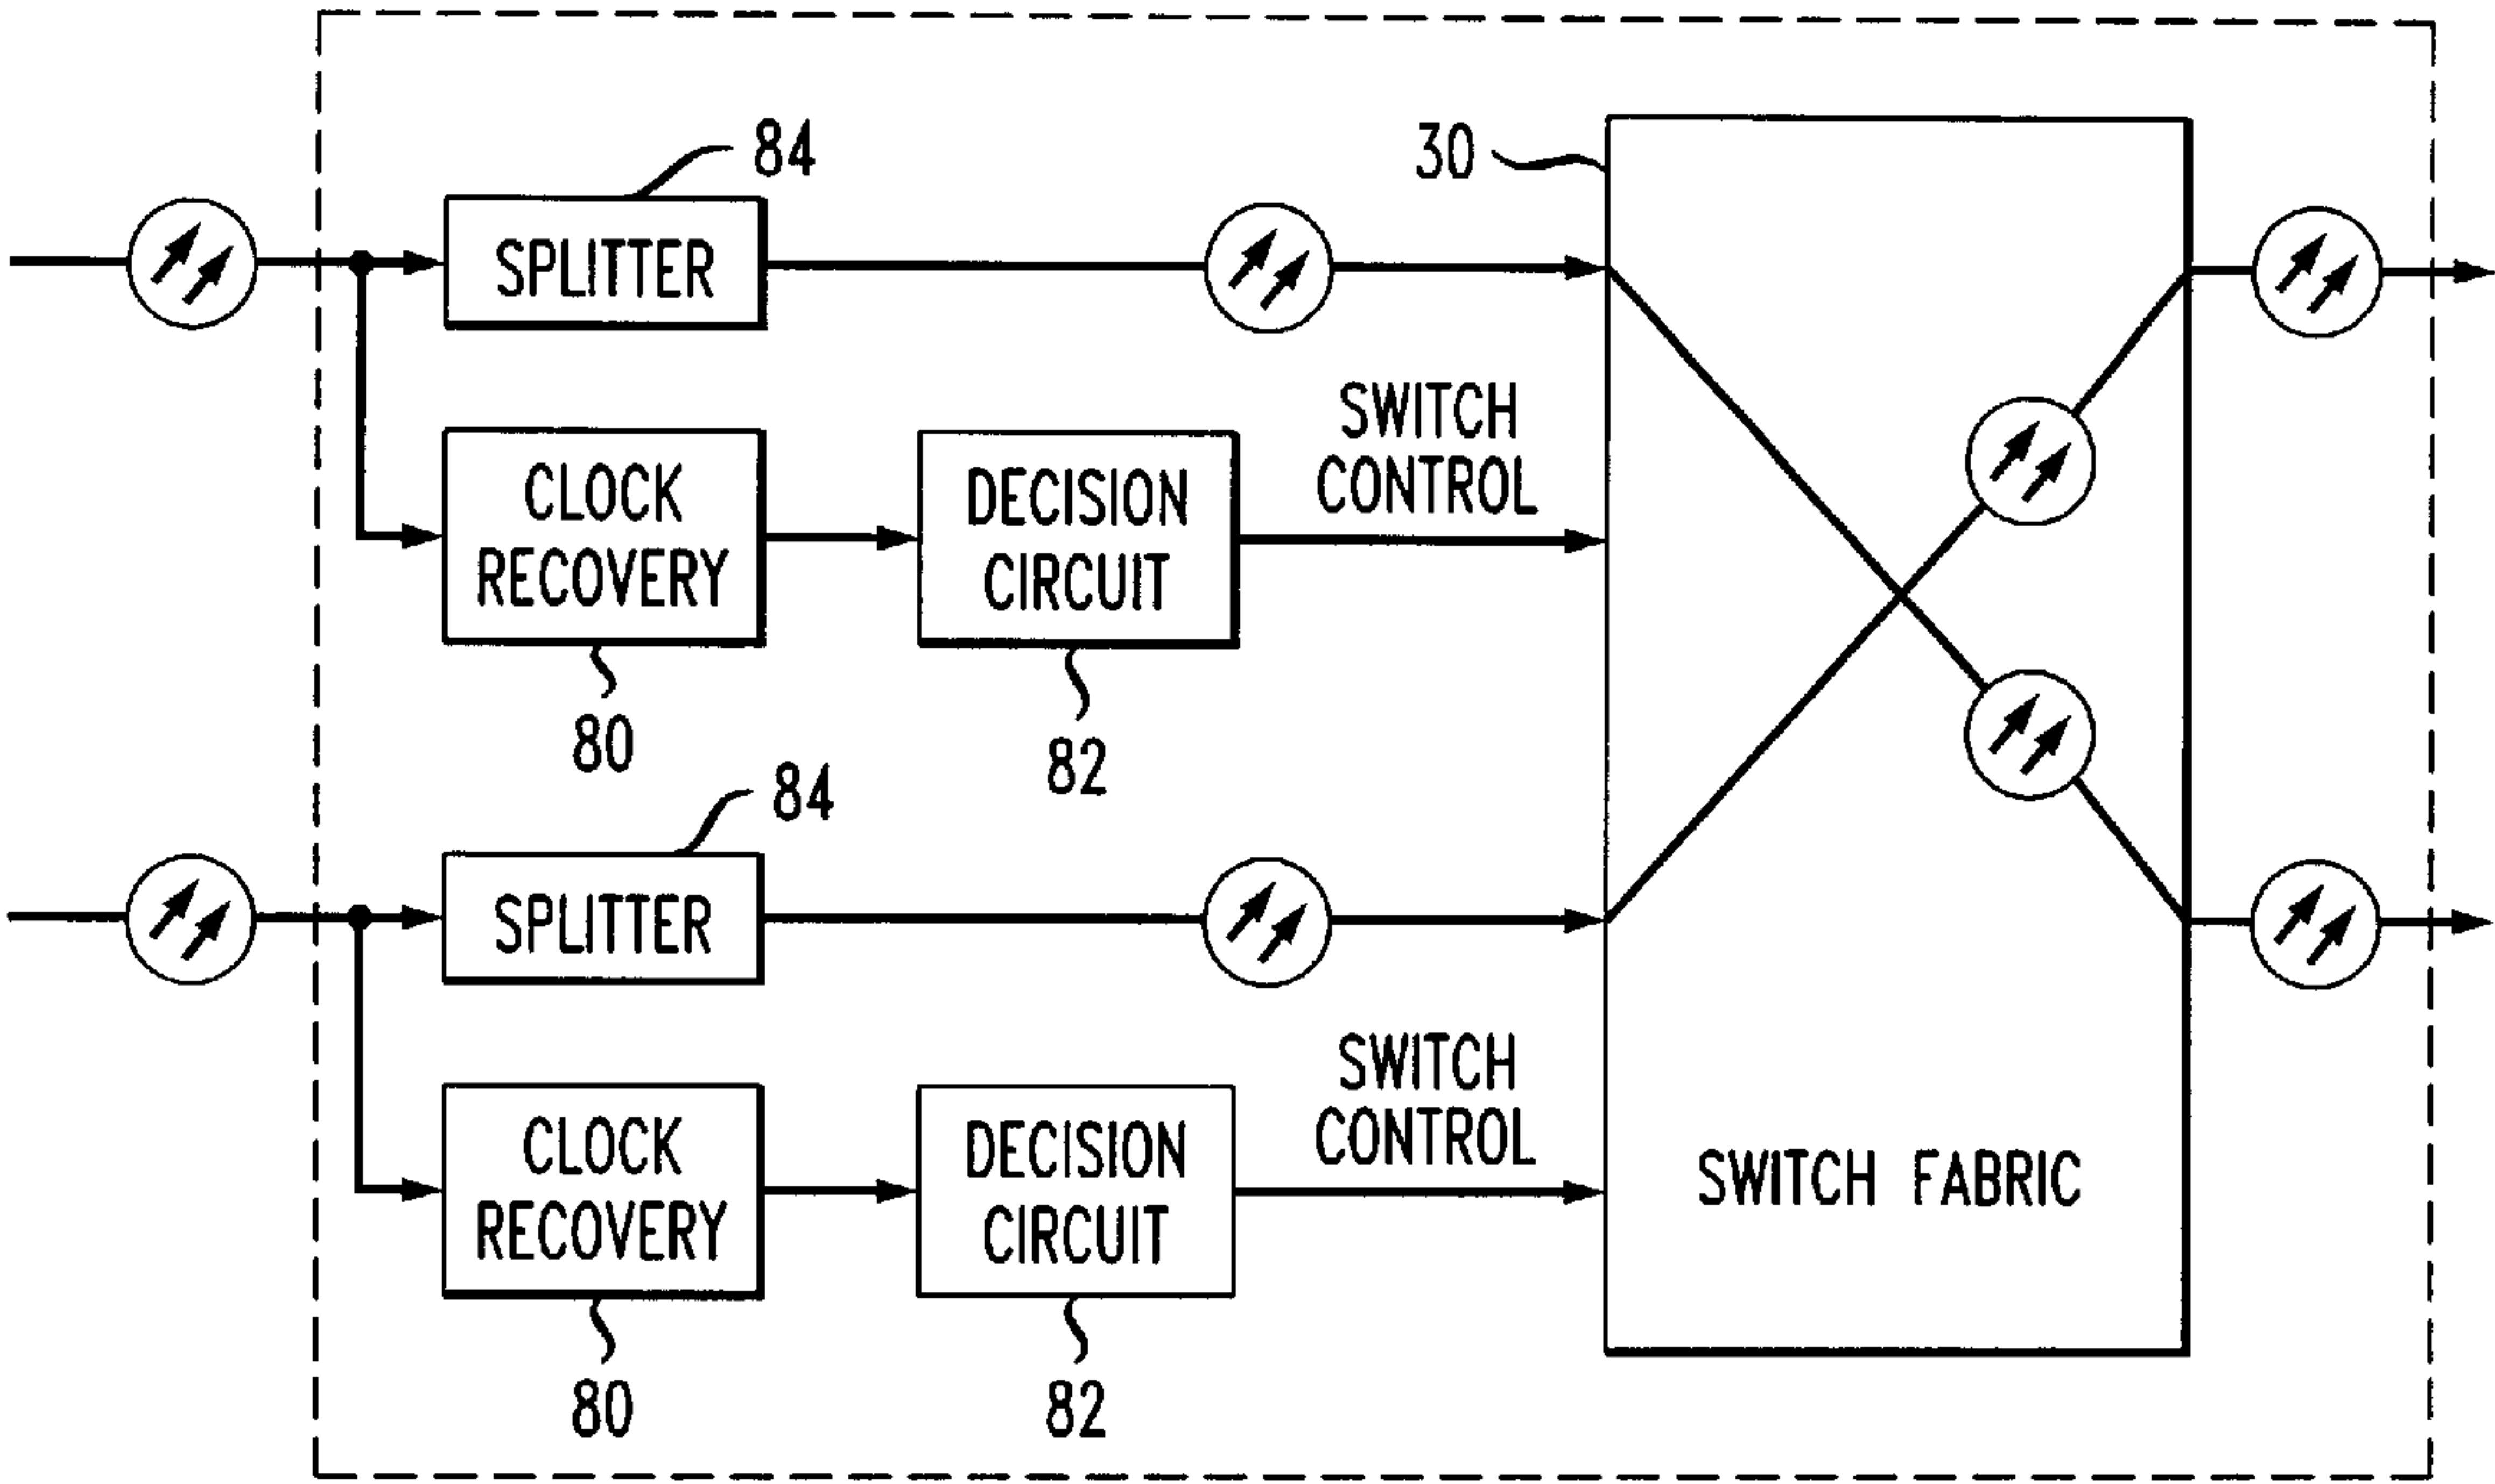 84
30
SPLITTER
SWITCH
CONTROL
CLOCK
RECOVERY
DECISION
CIRCUIT
80
82
84
SPLITTER
SWITCH
CONTROL
CLOCK
RECOVERY
DECISION
CIRCUIT
SWITCH FABRIC
80
82